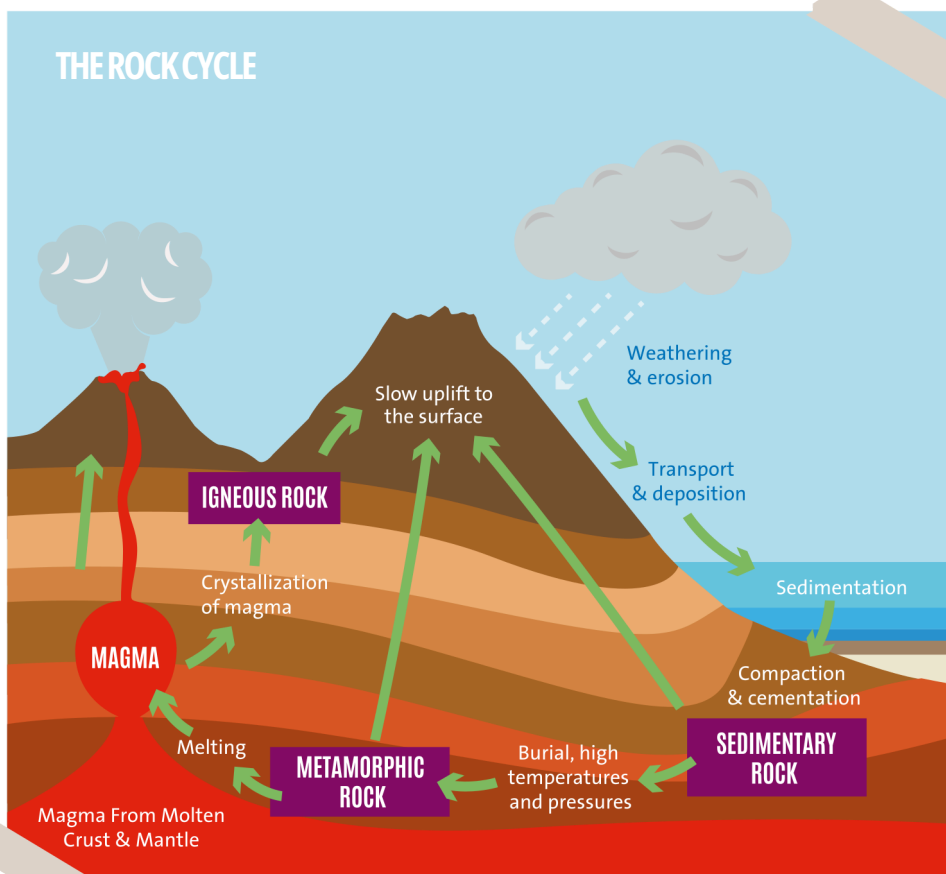 THE ROCK CYCLE
Weathering
& erosion
Slow uplift to
the surface
Transport
& deposition
IGNEOUS ROCK
Crystallization
of magma
Sedimentation
MAGMA
Compaction
& cementation
Melting
METAMORPHIC
ROCK
Burial, high
temperatures
and pressures
SEDIMENTARY
ROCK
Magma From Molten
Crust & Mantle